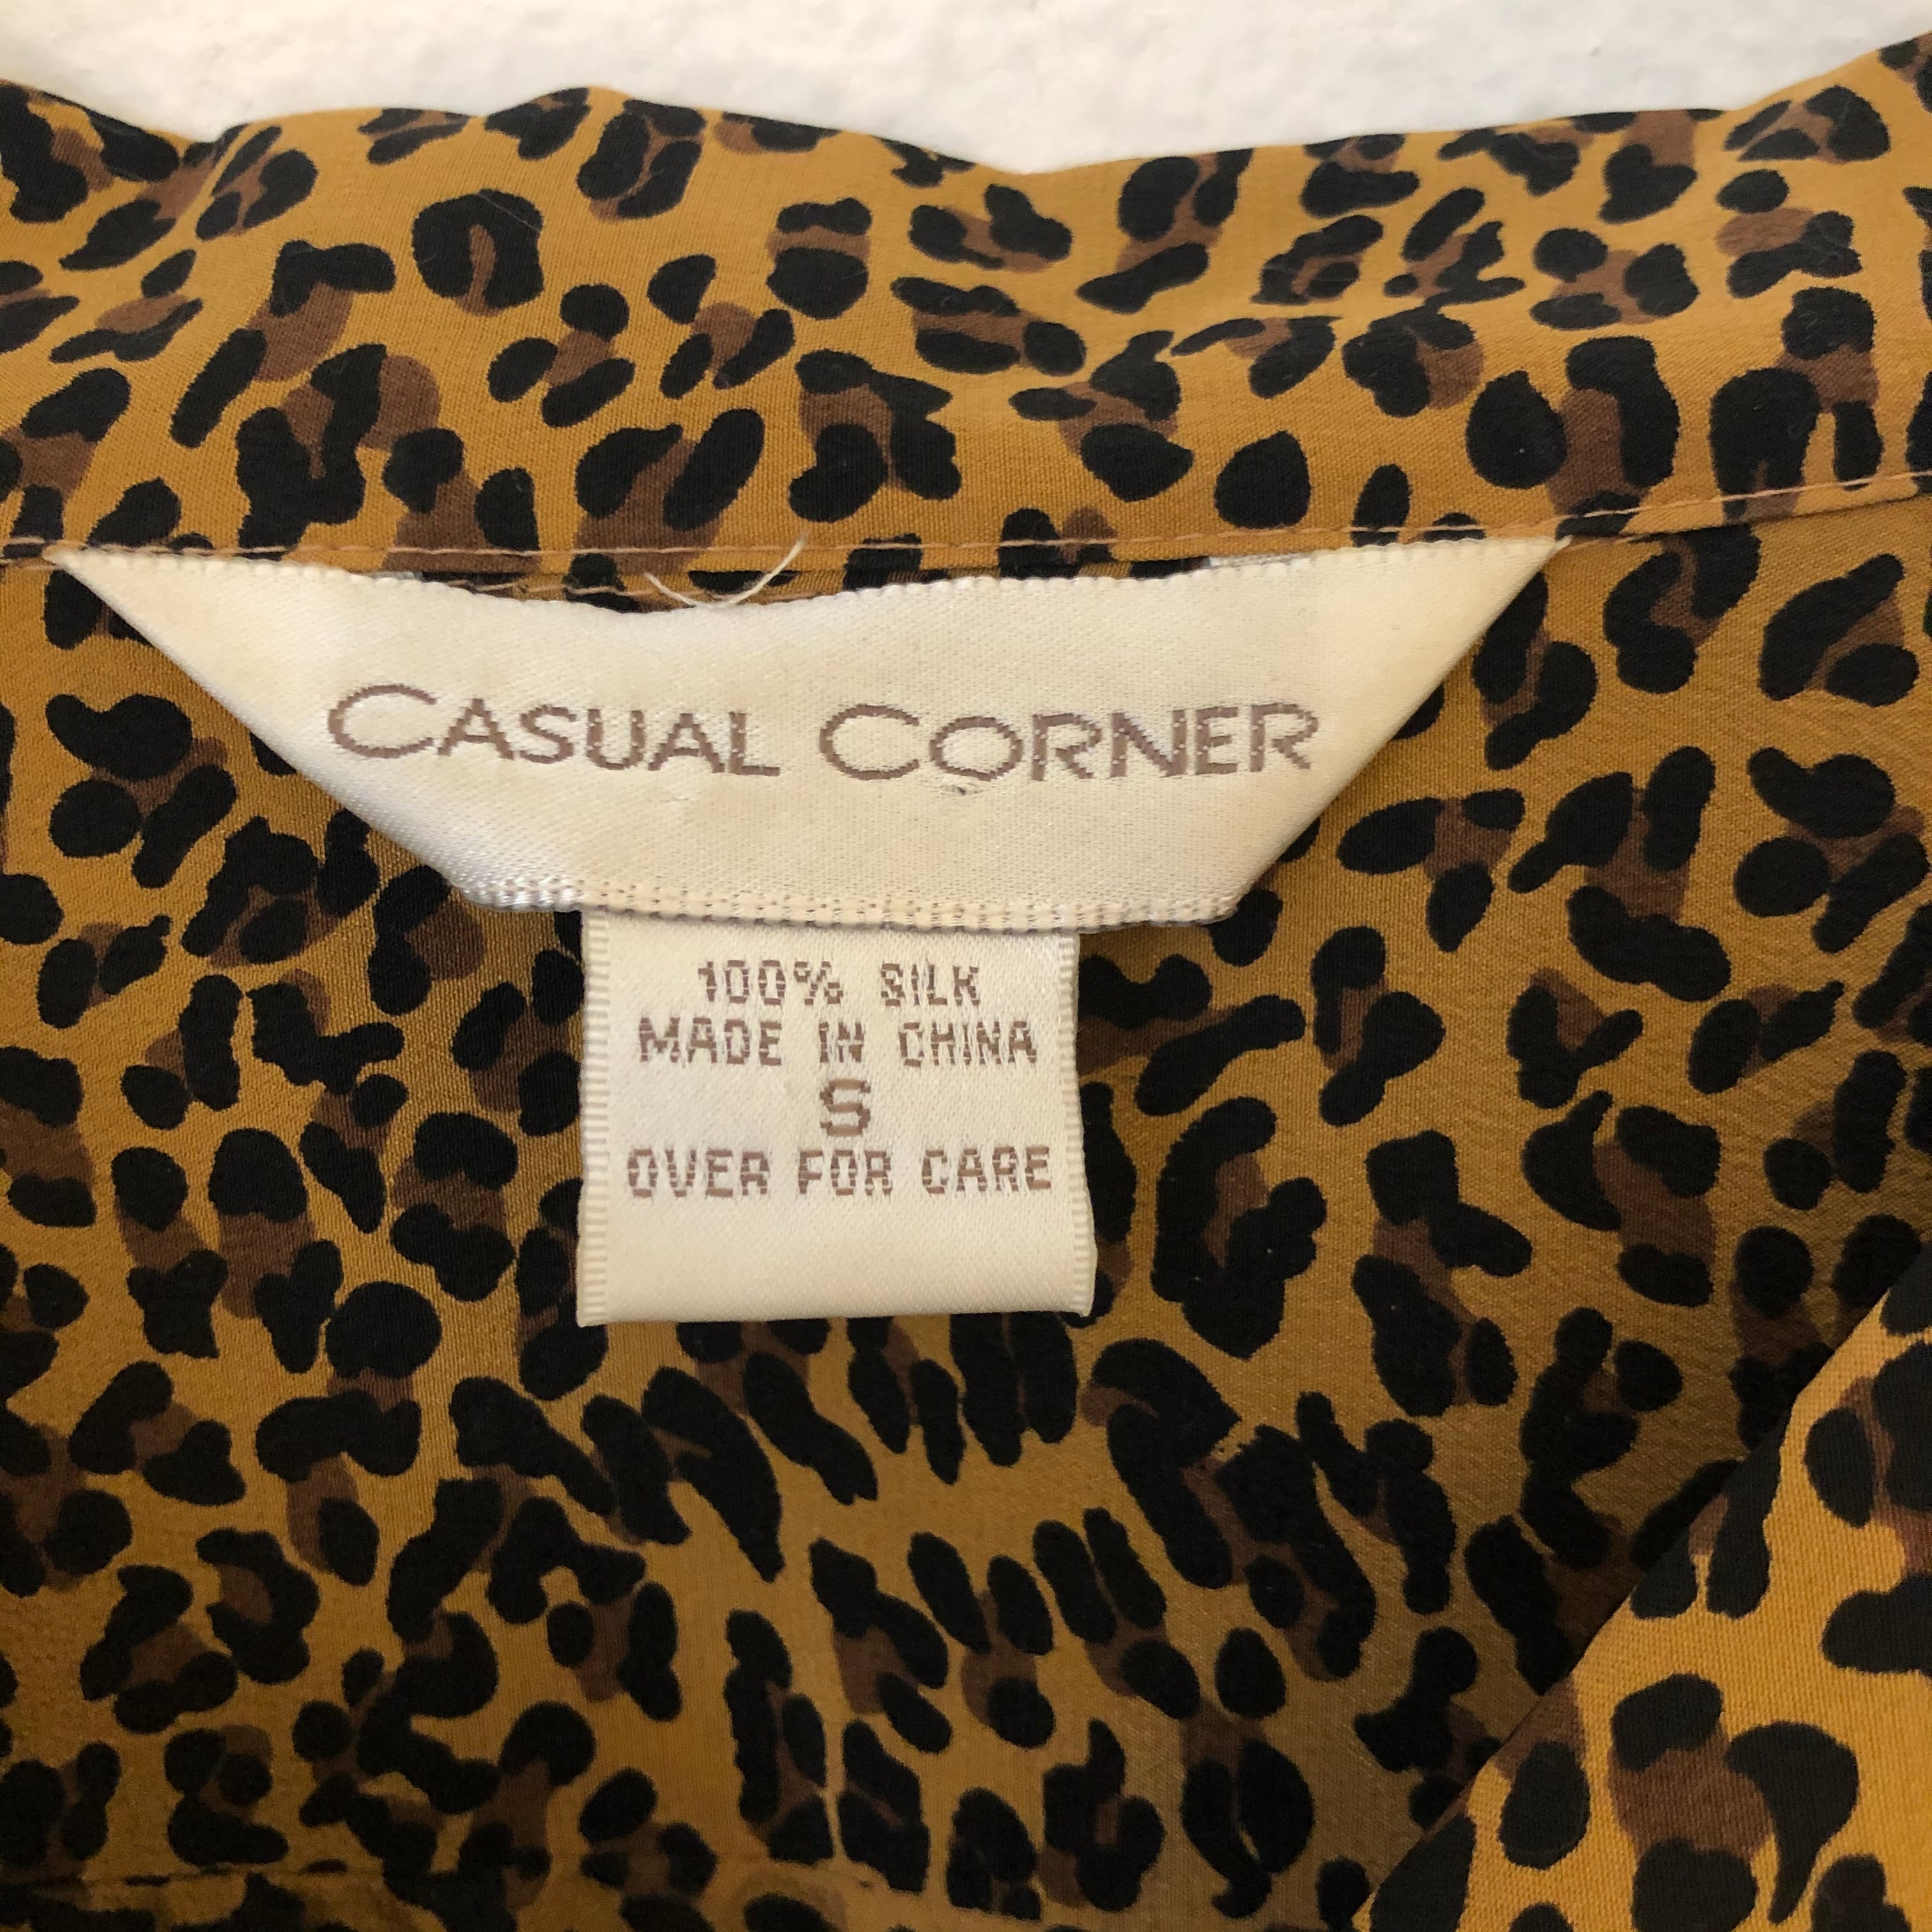 CASUAL CORNER
100% SILK
MADE IN CHINA
S
OVER FOR CARE